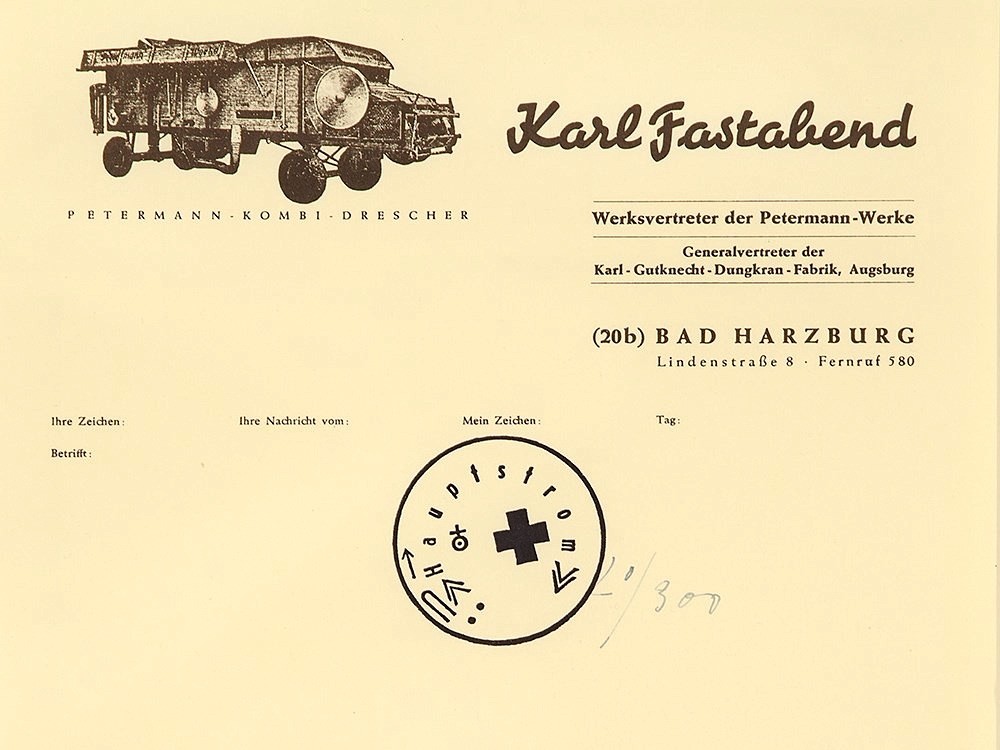 Karl Fastabend
PETERMANN-KOMBI-DRESCHER
Werksvertreter der Petermann-Werke
Generalvertreter der
Karl-Gutknecht-Dungkran-Fabrik, Augsburg
(20b) BAD HARZBURG
Lindenstraße 8 · Fernruf 580
Ihre Zeichen:
Ihre Nachricht vom:
Mein Zeichen:
Tag:
Betrifft:
Hauptstrom
/300